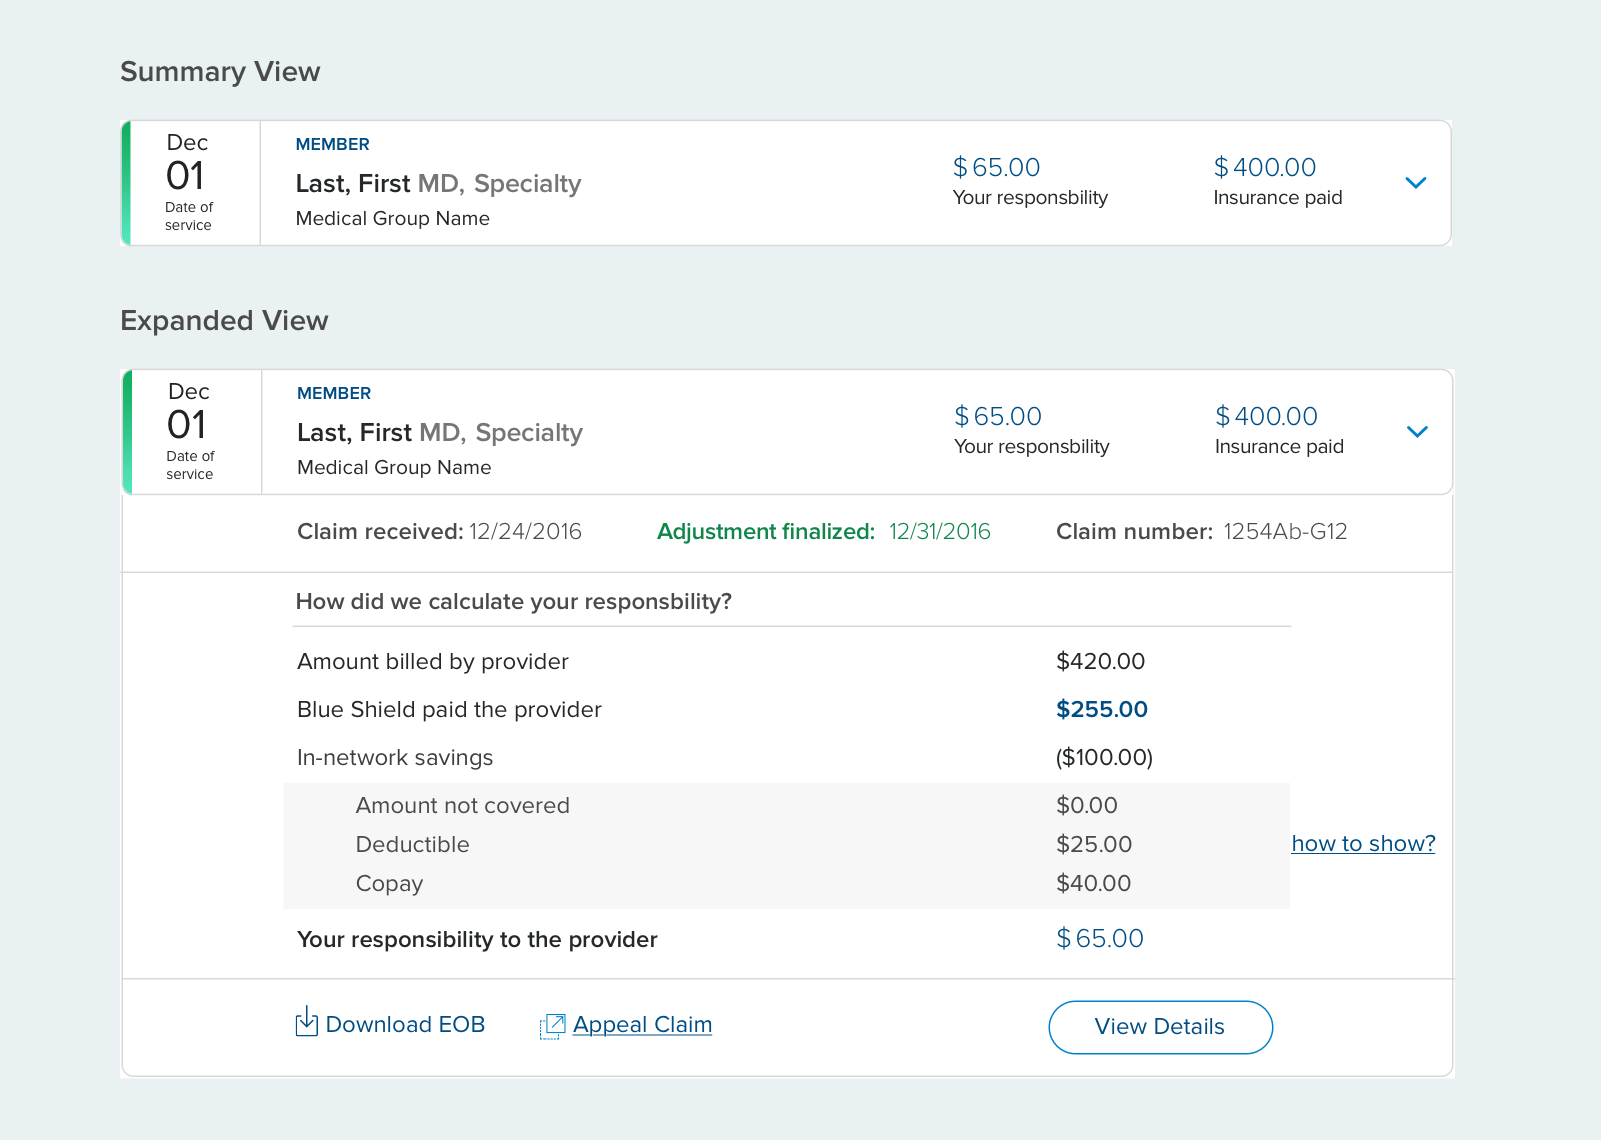 Summary View
Dec
01
Date of
service
MEMBER
Last, First MD, Specialty
Medical Group Name
$ 65.00
Your responsbility
$ 400.00
Insurance paid
Expanded View
Dec
01
Date of
service
MEMBER
Last, First MD, Specialty
Medical Group Name
$ 65.00
Your responsbility
$ 400.00
Insurance paid
Claim received: 12/24/2016 Adjustment finalized: 12/31/2016 Claim number: 1254Ab-G12
How did we calculate your responsbility?
Amount billed by provider $420.00
Blue Shield paid the provider $255.00
In-network savings ($100.00)
Amount not covered $0.00
Deductible $25.00 how to show?
Copay $40.00
Your responsibility to the provider $ 65.00
Download EOB Appeal Claim View Details